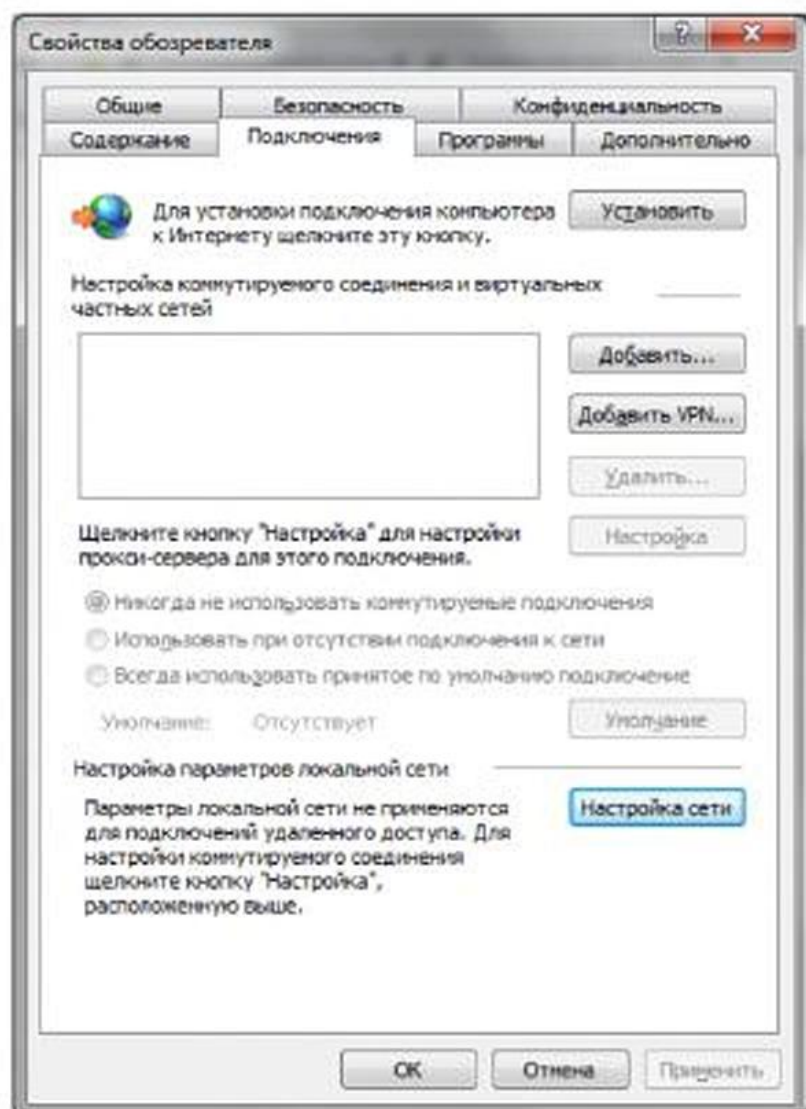 Свойства обозревателя
?
Общие Безопасность Конфиденциальность
Содержание Подключения Программы Дополнительно
Для установки подключения компьютера
к Интернету щелкните эту кнопку.
Установить
Настройка коммутируемого соединения и виртуальных
частных сетей
Добавить...
Добавить VPN...
Удалить...
Щелкните кнопку "Настройка" для настройки
прокси-сервера для этого подключения.
Настройка
Никогда не использовать коммутируемые подключения
Использовать при отсутствии подключения к сети
Всегда использовать принятое по умолчанию подключение
Умолчание: Отсутствует
Умолчание
Настройка параметров локальной сети
Параметры локальной сети не применяются
для подключений удаленного доступа. Для
настройки коммутируемого соединения
щелкните кнопку "Настройка",
расположенную выше.
Настройка сети
ОК Отмена Применить